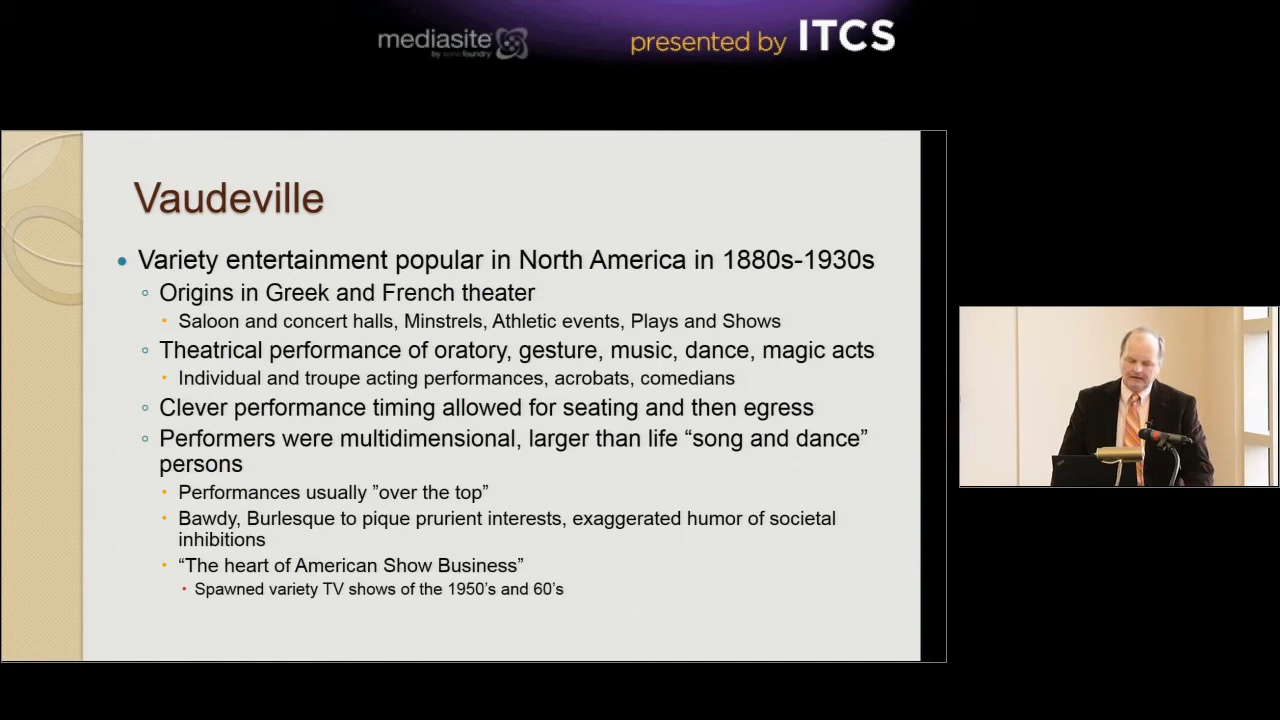 mediasite
by sonic foundry
presented by ITCS
Vaudeville
Variety entertainment popular in North America in 1880s-1930s
Origins in Greek and French theater
Saloon and concert halls, Minstrels, Athletic events, Plays and Shows
Theatrical performance of oratory, gesture, music, dance, magic acts
Individual and troupe acting performances, acrobats, comedians
Clever performance timing allowed for seating and then egress
Performers were multidimensional, larger than life “song and dance”
persons
Performances usually ”over the top”
Bawdy, Burlesque to pique prurient interests, exaggerated humor of societal
inhibitions
“The heart of American Show Business”
Spawned variety TV shows of the 1950’s and 60’s